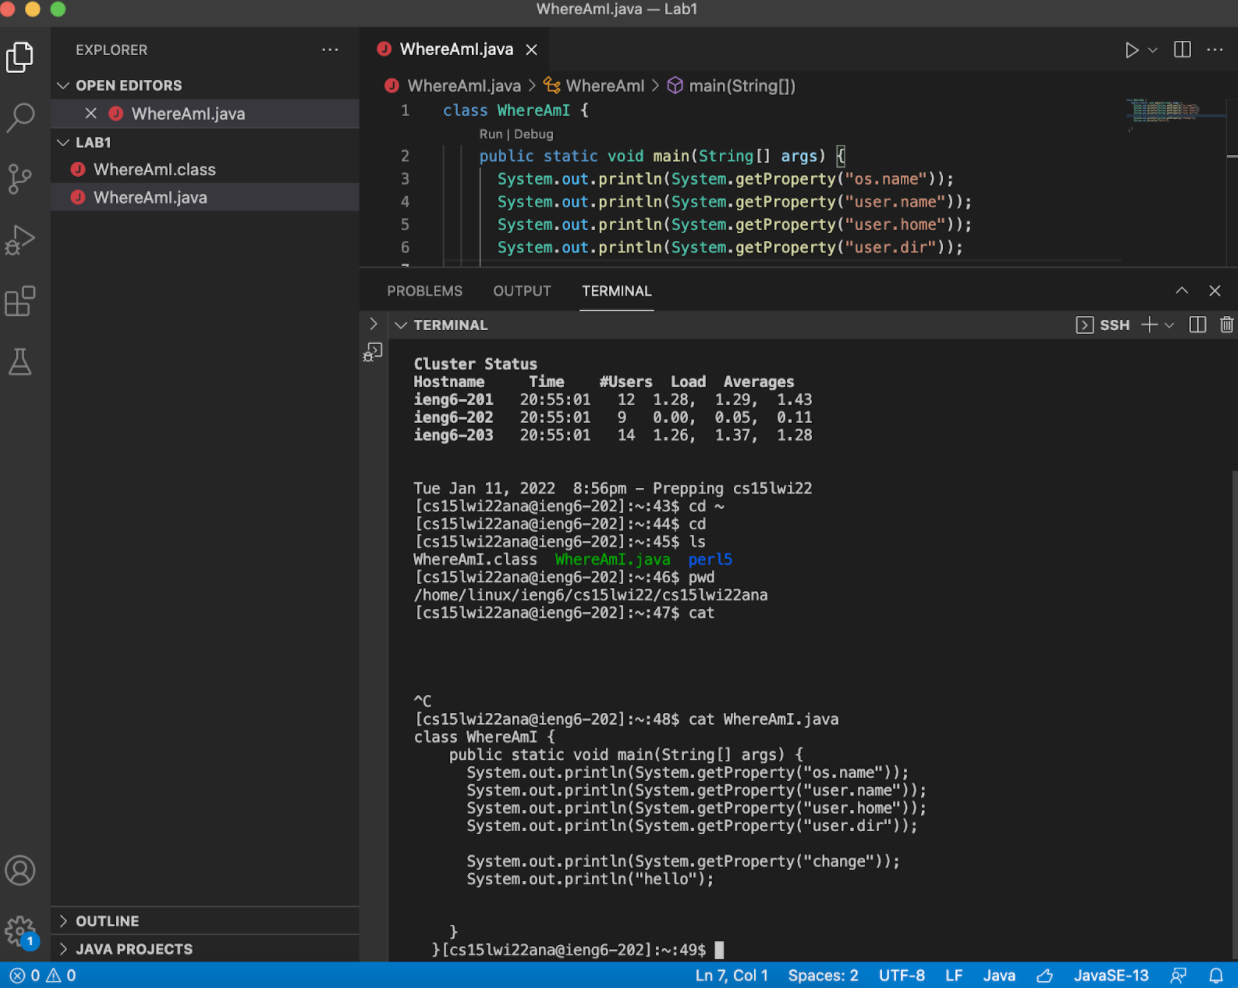 WhereAmI.java — Lab1
EXPLORER
OPEN EDITORS
WhereAmI.java
LAB1
WhereAmI.class
WhereAmI.java
OUTLINE
JAVA PROJECTS
1
WhereAmI.java
WhereAmI.java > WhereAmI > main(String[])
1 class WhereAmI {
Run | Debug
2 public static void main(String[] args) {
3 System.out.println(System.getProperty("os.name"));
4 System.out.println(System.getProperty("user.name"));
5 System.out.println(System.getProperty("user.home"));
6 System.out.println(System.getProperty("user.dir"));
PROBLEMS OUTPUT TERMINAL
TERMINAL SSH
Cluster Status
Hostname Time #Users Load Averages
ieng6-201 20:55:01 12 1.28, 1.29, 1.43
ieng6-202 20:55:01 9 0.00, 0.05, 0.11
ieng6-203 20:55:01 14 1.26, 1.37, 1.28
Tue Jan 11, 2022 8:56pm - Prepping cs15lwi22
[cs15lwi22ana@ieng6-202]:~:43$ cd ~
[cs15lwi22ana@ieng6-202]:~:44$ cd
[cs15lwi22ana@ieng6-202]:~:45$ ls
WhereAmI.class WhereAmI.java perl5
[cs15lwi22ana@ieng6-202]:~:46$ pwd
/home/linux/ieng6/cs15lwi22/cs15lwi22ana
[cs15lwi22ana@ieng6-202]:~:47$ cat
^C
[cs15lwi22ana@ieng6-202]:~:48$ cat WhereAmI.java
class WhereAmI {
public static void main(String[] args) {
System.out.println(System.getProperty("os.name"));
System.out.println(System.getProperty("user.name"));
System.out.println(System.getProperty("user.home"));
System.out.println(System.getProperty("user.dir"));
System.out.println(System.getProperty("change"));
System.out.println("hello");
}
}[cs15lwi22ana@ieng6-202]:~:49$
0 0 Ln 7, Col 1 Spaces: 2 UTF-8 LF Java JavaSE-13